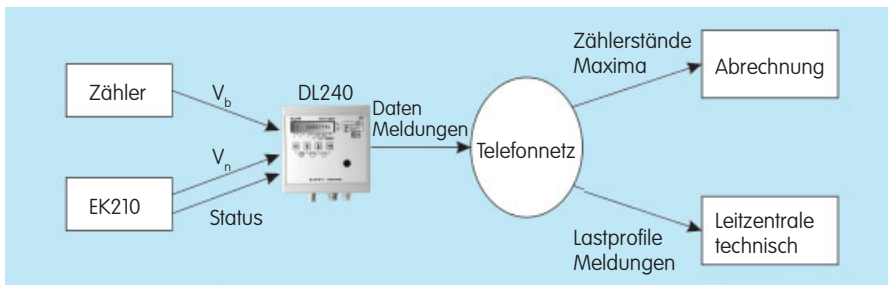 Zähler
V_b
DL240
Daten
Meldungen
EK210
V_n
Status
Telefonnetz
Zählerstände
Maxima
Abrechnung
Lastprofile
Meldungen
Leitzentrale
technisch